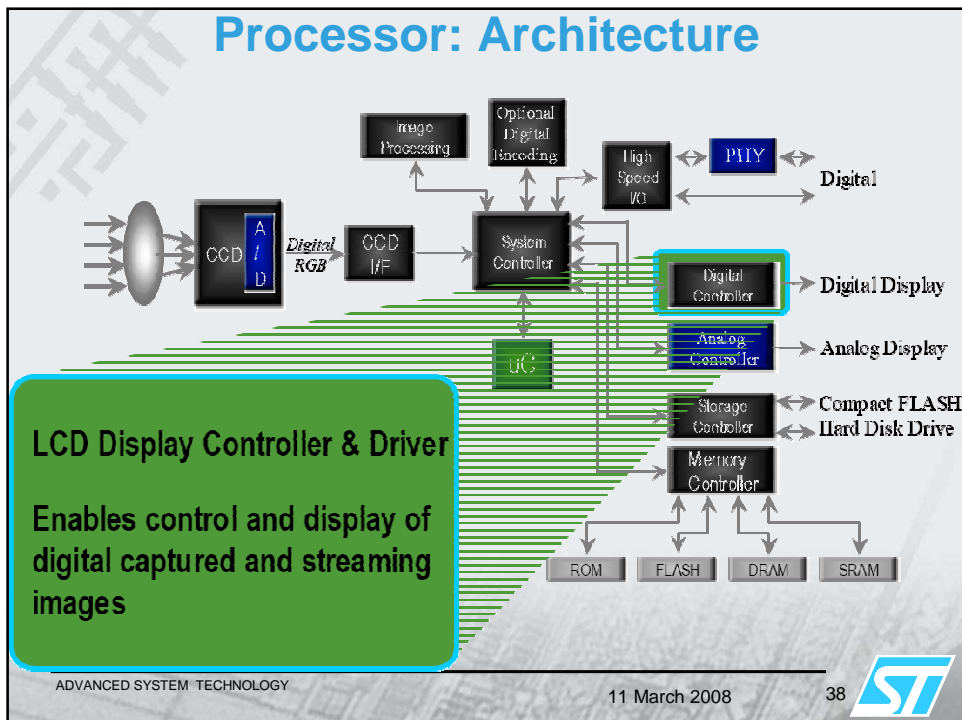 Processor: Architecture
Image
Processing
Optional
Digital
Encoding
High
Speed
I/O
PHY
Digital
CCD
A
/
D
Digital
RGB
CCD
I/F
System
Controller
Digital
Controller
Digital Display
Analog
Controller
Analog Display
uC
Storage
Controller
Compact FLASH
Hard Disk Drive
Memory
Controller
ROM
FLASH
DRAM
SRAM
LCD Display Controller & Driver
Enables control and display of
digital captured and streaming
images
ADVANCED SYSTEM TECHNOLOGY
11 March 2008
38
ST